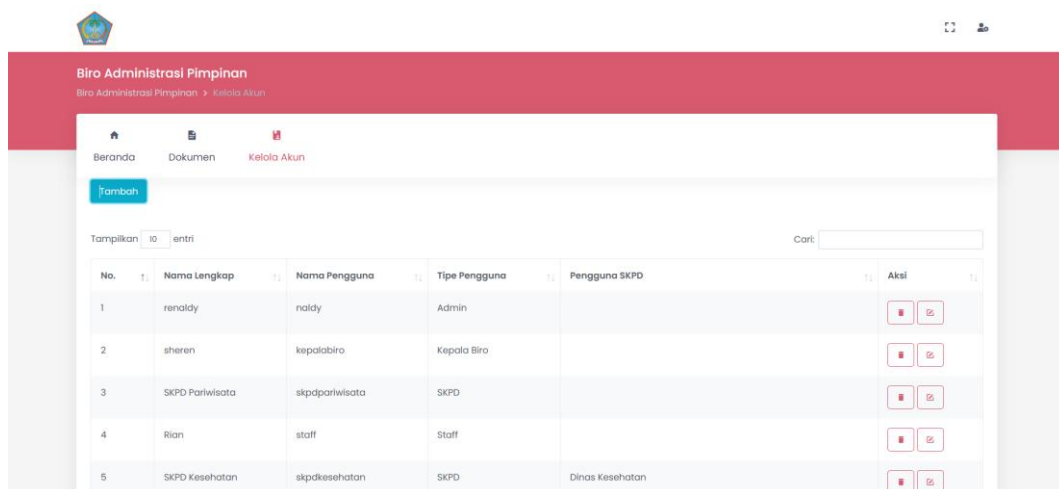 Biro Administrasi Pimpinan
Biro Administrasi Pimpinan > Kelola Akun
Beranda Dokumen Kelola Akun
Tambah
Tampilkan 10 entri Cari:
No. Nama Lengkap Nama Pengguna Tipe Pengguna Pengguna SKPD Aksi
1 renaldy naldy Admin
2 sheren kepalabiro Kepala Biro
3 SKPD Pariwisata skpdpariwisata SKPD
4 Rian staff Staff
5 SKPD Kesehatan skpdkesehatan SKPD Dinas Kesehatan